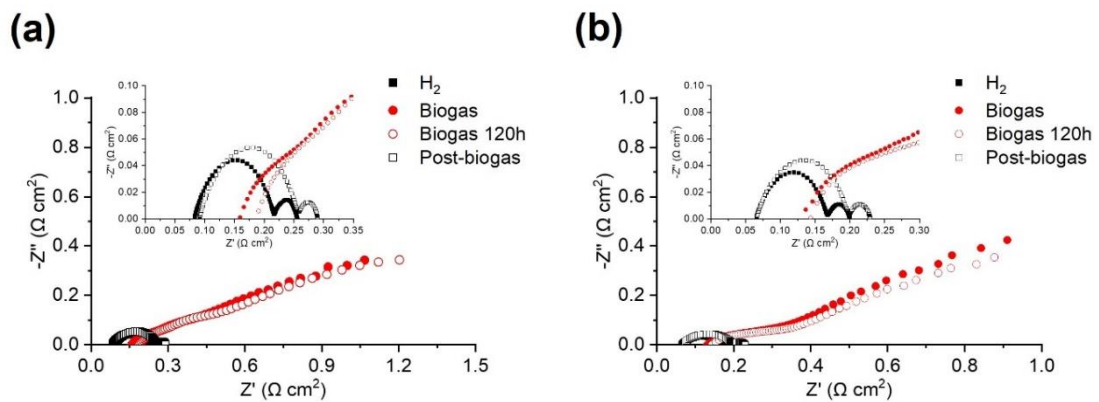 (a)
H2
Biogas
Biogas 120h
Post-biogas
1.0
0.8
0.6
0.4
0.2
0.0
-Z" (Ω cm2)
0.0
0.3
0.6
0.9
1.2
1.5
Z' (Ω cm2)
0.10
0.08
0.06
0.04
0.02
0.00
-Z" (Ω cm2)
0.00
0.05
0.10
0.15
0.20
0.25
0.30
0.35
Z' (Ω cm2)
(b)
H2
Biogas
Biogas 120h
Post-biogas
1.0
0.8
0.6
0.4
0.2
0.0
-Z" (Ω cm2)
0.0
0.2
0.4
0.6
0.8
1.0
Z' (Ω cm2)
0.10
0.08
0.06
0.04
0.02
0.00
-Z" (Ω cm2)
0.00
0.05
0.10
0.15
0.20
0.25
0.30
Z' (Ω cm2)